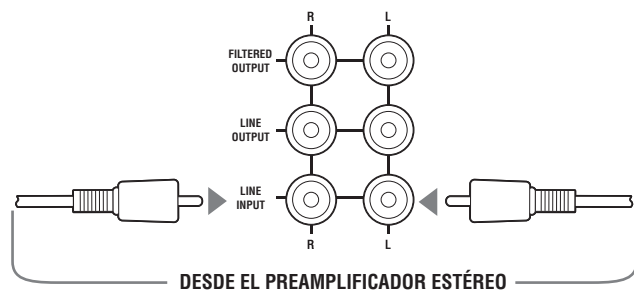 R L
FILTERED
OUTPUT
LINE
OUTPUT
LINE
INPUT
R L
DESDE EL PREAMPLIFICADOR ESTÉREO